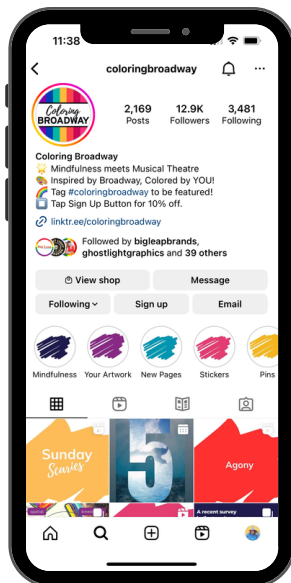 11:38
coloringbroadway
Coloring
BROADWAY
2,169 12.9K 3,481
Posts Followers Following
Coloring Broadway
Mindfulness meets Musical Theatre
Inspired by Broadway, Colored by YOU!
Tag #coloringbroadway to be featured!
Tap Sign Up Button for 10% off.
linktr.ee/coloringbroadway
Followed by bigleapbrands,
ghostlightgraphics and 39 others
View shop Message
Following Sign up Email
Mindfulness Your Artwork New Pages Stickers Pins
Sunday
Scaries
5
Agony
A recent survey